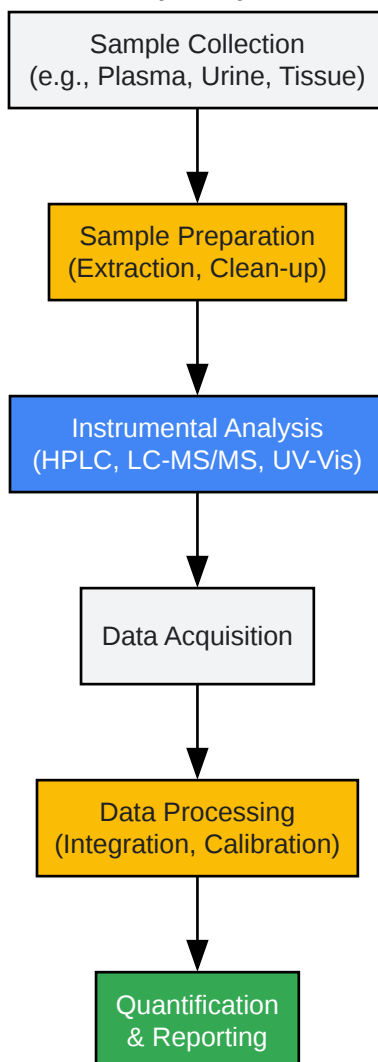 Sample Collection
(e.g., Plasma, Urine, Tissue)
Sample Preparation
(Extraction, Clean-up)
Instrumental Analysis
(HPLC, LC-MS/MS, UV-Vis)
Data Acquisition
Data Processing
(Integration, Calibration)
Quantification
& Reporting